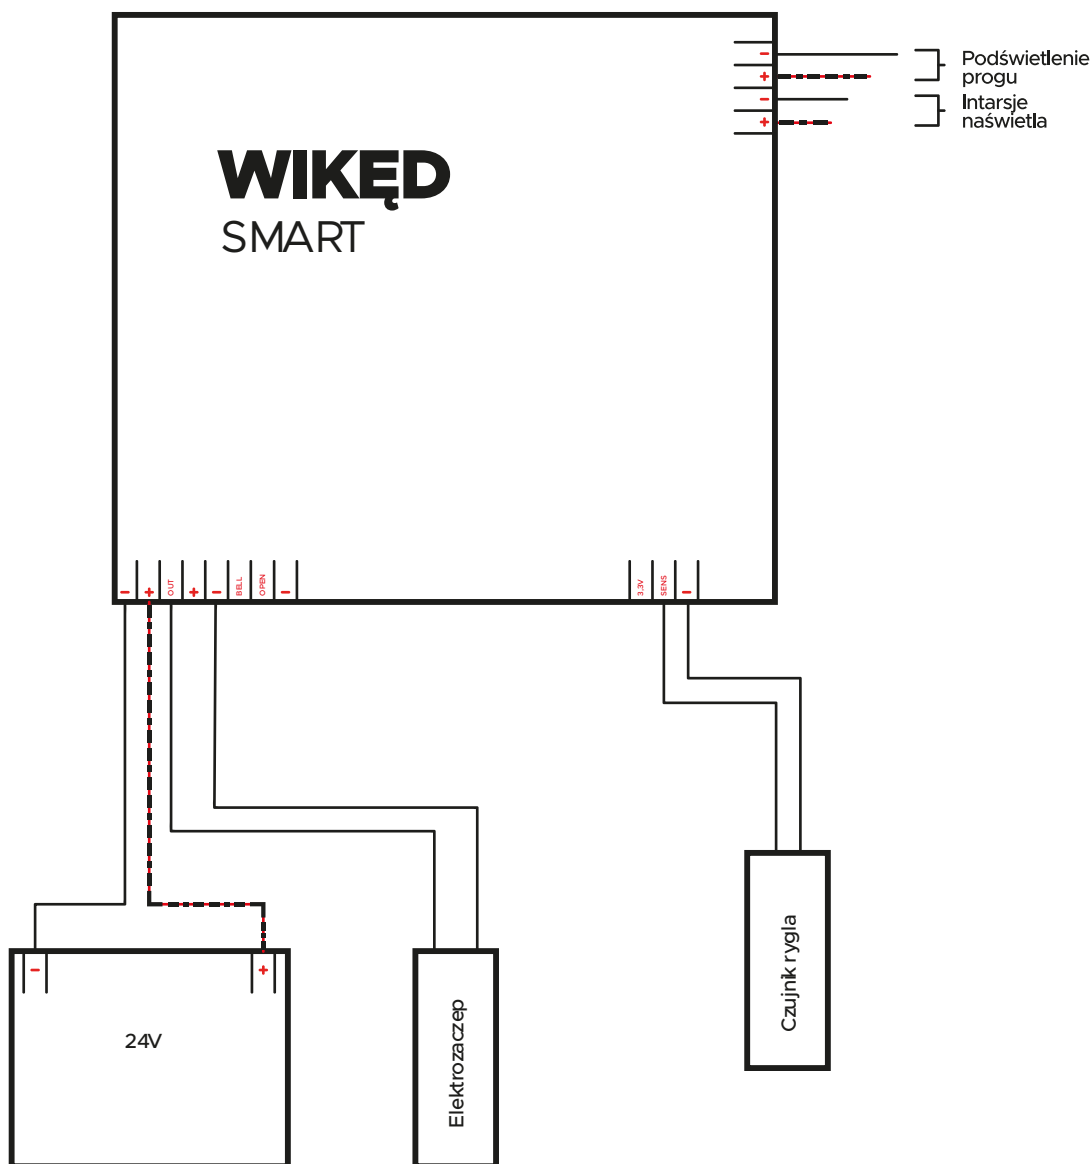 Podświetlenie
progu
Intarsje
naświetla
-
+
-
+
WIKĘD
SMART
- + OUT + - BELL OPEN -
3,3V SENS -
- +
24V
Elektrozaczep
Czujnik rygla